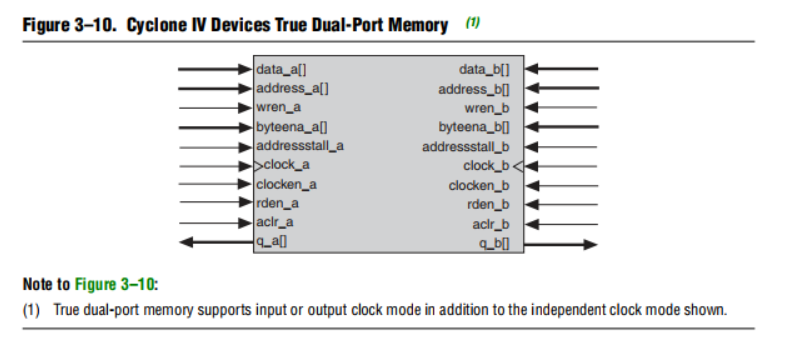 Figure 3–10. Cyclone IV Devices True Dual-Port Memory (1)
data_a[] data_b[]
address_a[] address_b[]
wren_a wren_b
byteena_a[] byteena_b[]
addressstall_a addressstall_b
clock_a clock_b
clocken_a clocken_b
rden_a rden_b
aclr_a aclr_b
q_a[] q_b[]
Note to Figure 3–10:
(1) True dual-port memory supports input or output clock mode in addition to the independent clock mode shown.